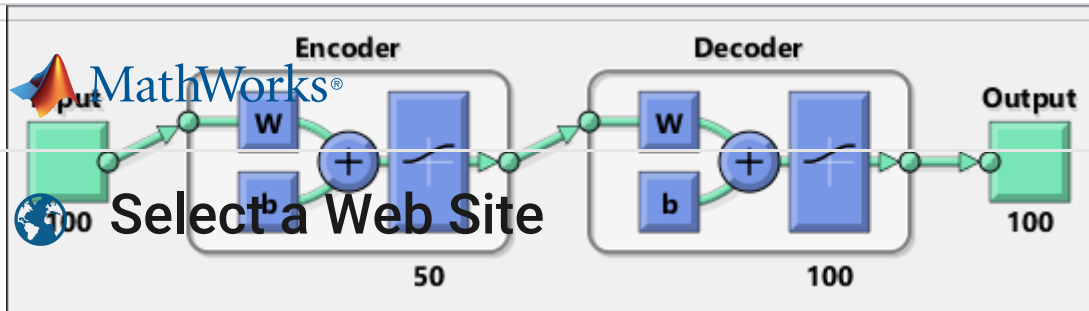 Encoder Decoder
MathWorks®
Output
W W
+ +
b b
Select a Web Site
100 100
50 100